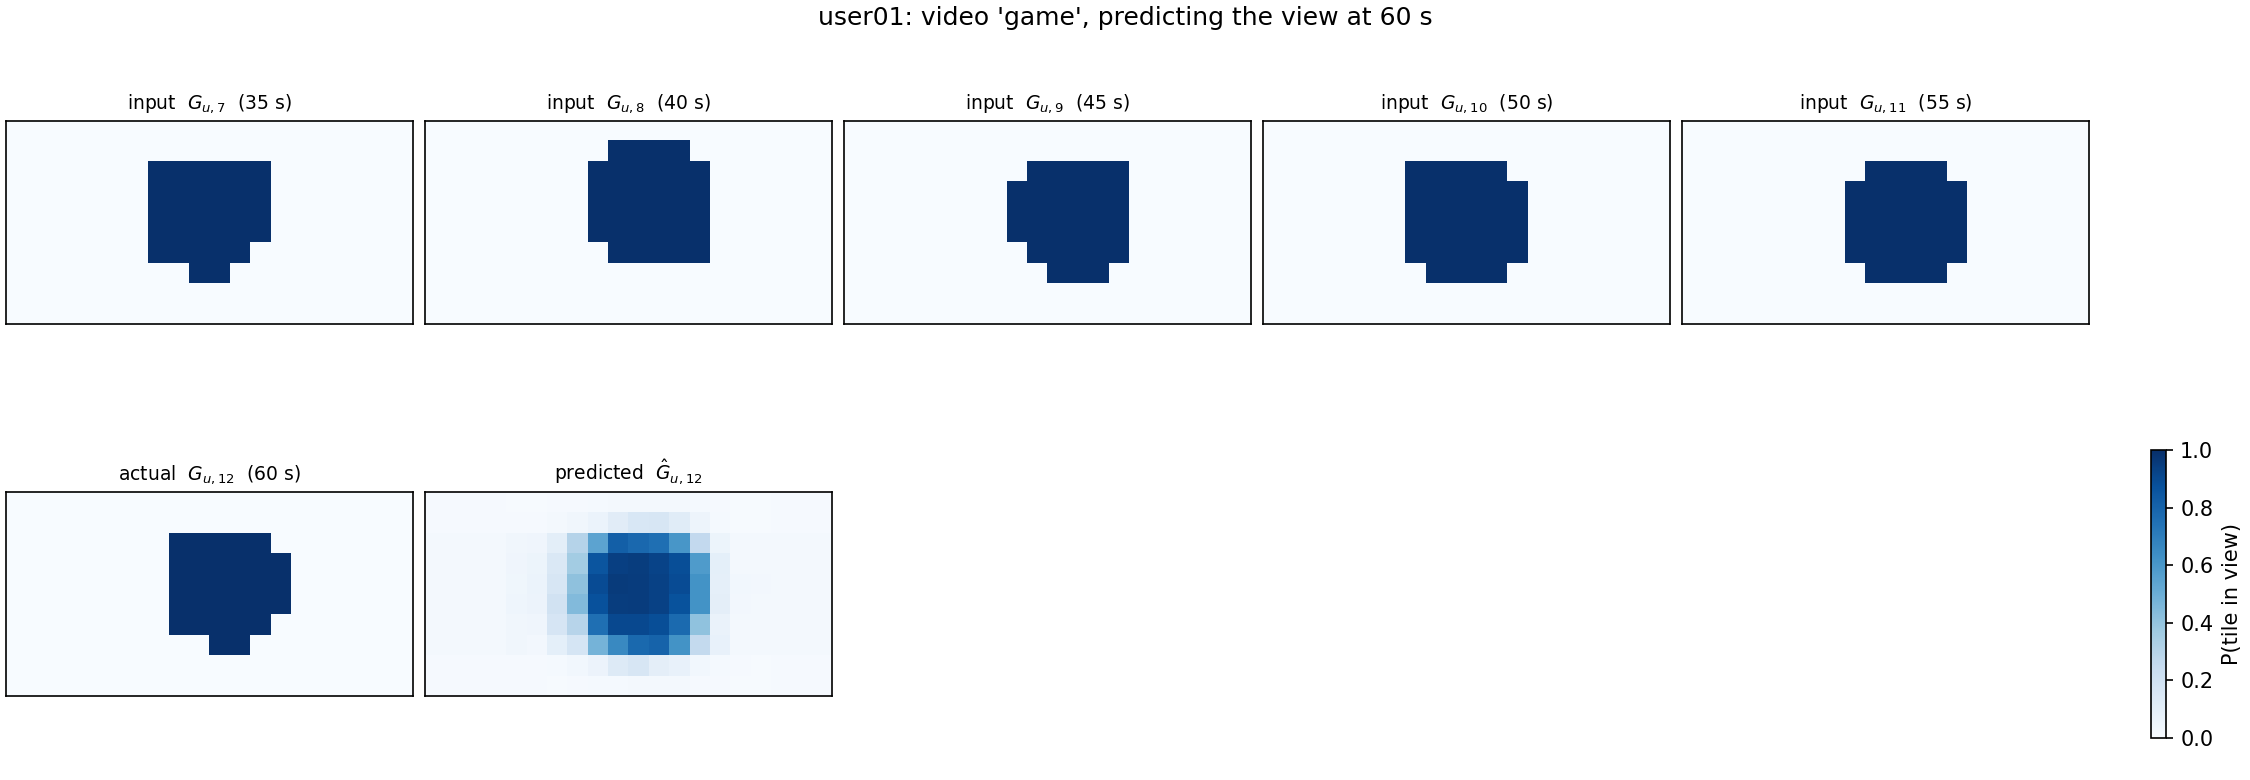 user01: video 'game', predicting the view at 60 s
input G_{u,7} (35 s)
input G_{u,8} (40 s)
input G_{u,9} (45 s)
input G_{u,10} (50 s)
input G_{u,11} (55 s)
actual G_{u,12} (60 s)
predicted Ĝ_{u,12}
1.0
0.8
0.6
0.4
0.2
0.0
P(tile in view)